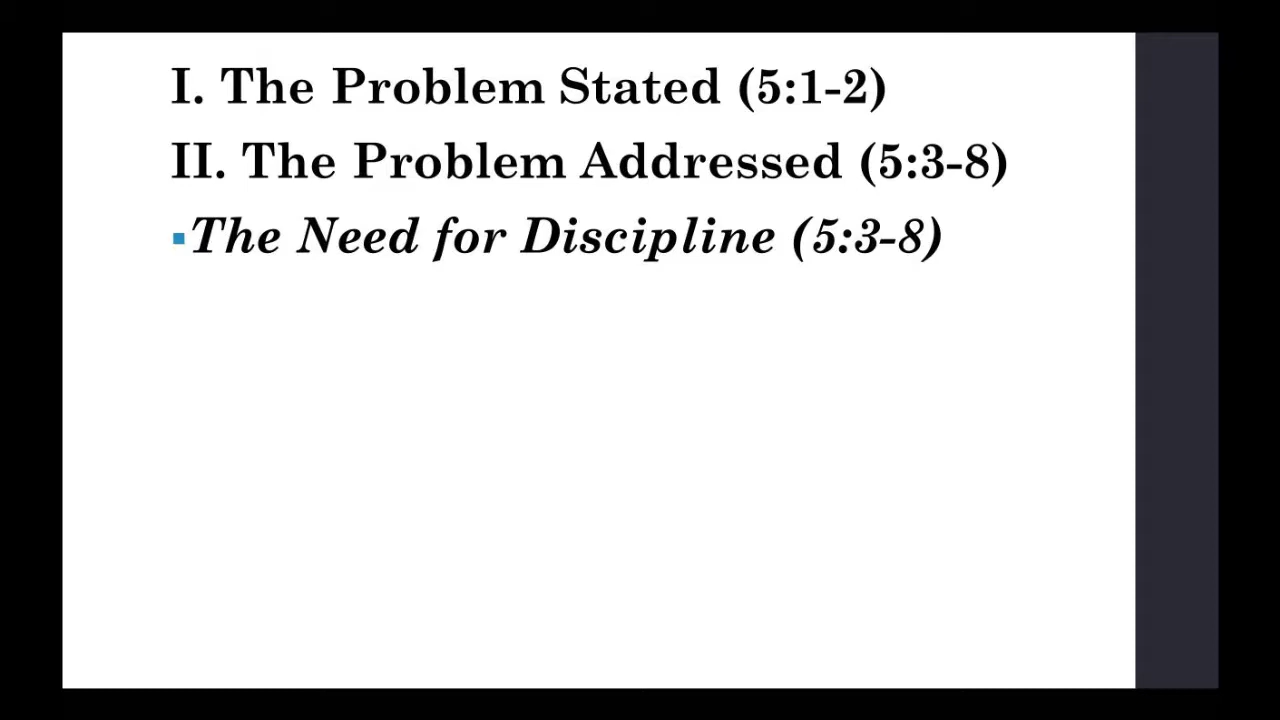 I. The Problem Stated (5:1-2)
II. The Problem Addressed (5:3-8)
▪The Need for Discipline (5:3-8)